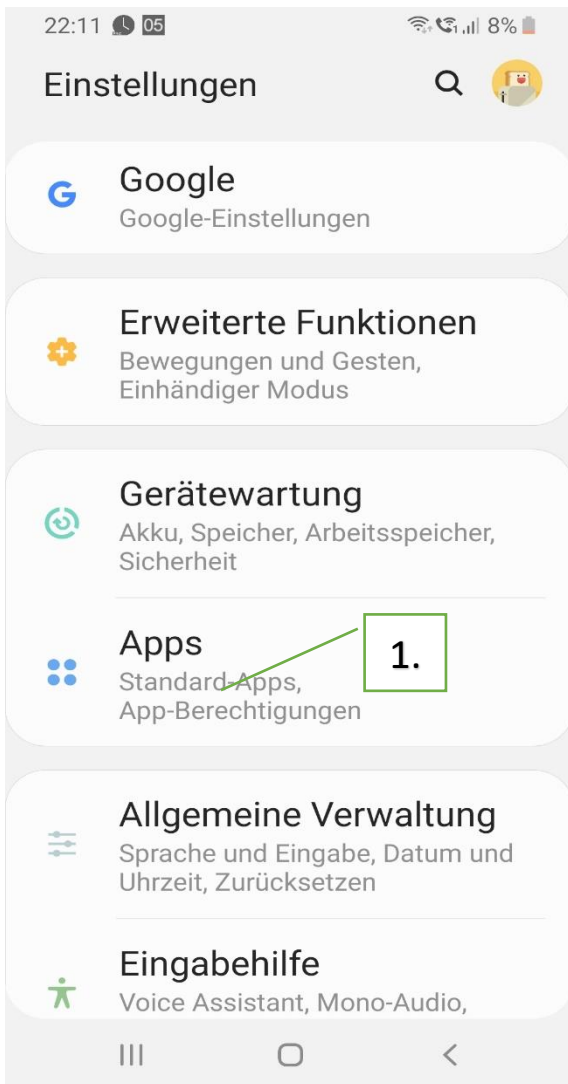 22:11 05 8%
Einstellungen
Google
Google-Einstellungen
Erweiterte Funktionen
Bewegungen und Gesten,
Einhändiger Modus
Gerätewartung
Akku, Speicher, Arbeitsspeicher,
Sicherheit
Apps
1.
Standard-Apps,
App-Berechtigungen
Allgemeine Verwaltung
Sprache und Eingabe, Datum und
Uhrzeit, Zurücksetzen
Eingabehilfe
Voice Assistant, Mono-Audio,